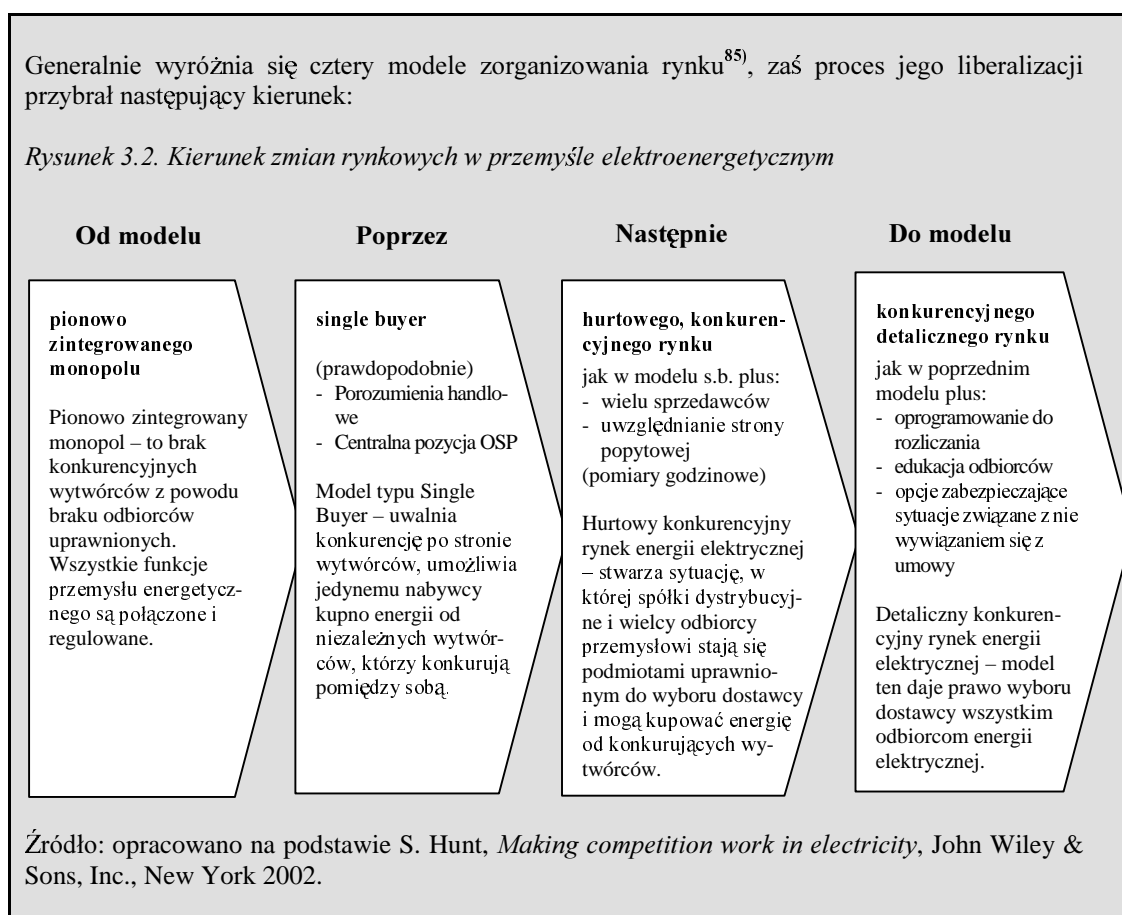 Generalnie wyróżnia się cztery modele zorganizowania rynku85), zaś proces jego liberalizacji
przybrał następujący kierunek:
Rysunek 3.2. Kierunek zmian rynkowych w przemyśle elektroenergetycznym
Od modelu
pionowo
zintegrowanego
monopolu
Pionowo zintegrowany
monopol – to brak
konkurencyjnych
wytwórców z powodu
braku odbiorców
uprawnionych.
Wszystkie funkcje
przemysłu energetycz-
nego są połączone i
regulowane.
Poprzez
single buyer
(prawdopodobnie)
- Porozumienia handlo-
we
- Centralna pozycja OSP
Model typu Single
Buyer – uwalnia
konkurencję po stronie
wytwórców, umożliwia
jedynemu nabywcy
kupno energii od
niezależnych wytwór-
ców, którzy konkurują
pomiędzy sobą.
Następnie
hurtowego, konkuren-
cyjnego rynku
jak w modelu s.b. plus:
- wielu sprzedawców
- uwzględnianie strony
popytowej
(pomiary godzinowe)
Hurtowy konkurencyjny
rynek energii elektrycznej
– stwarza sytuację, w
której spółki dystrybucyj-
ne i wielcy odbiorcy
przemysłowi stają się
podmiotami uprawnio-
nym do wyboru dostawcy
i mogą kupować energię
od konkurujących wy-
twórców.
Do modelu
konkurencyjnego
detalicznego rynku
jak w poprzednim
modelu plus:
- oprogramowanie do
rozliczania
- edukacja odbiorców
- opcje zabezpieczające
sytuacje związane z nie
wywiązaniem się z
umowy
Detaliczny konkuren-
cyjny rynek energii
elektrycznej – model
ten daje prawo wyboru
dostawcy wszystkim
odbiorcom energii
elektrycznej.
Źródło: opracowano na podstawie S. Hunt, Making competition work in electricity, John Wiley &
Sons, Inc., New York 2002.